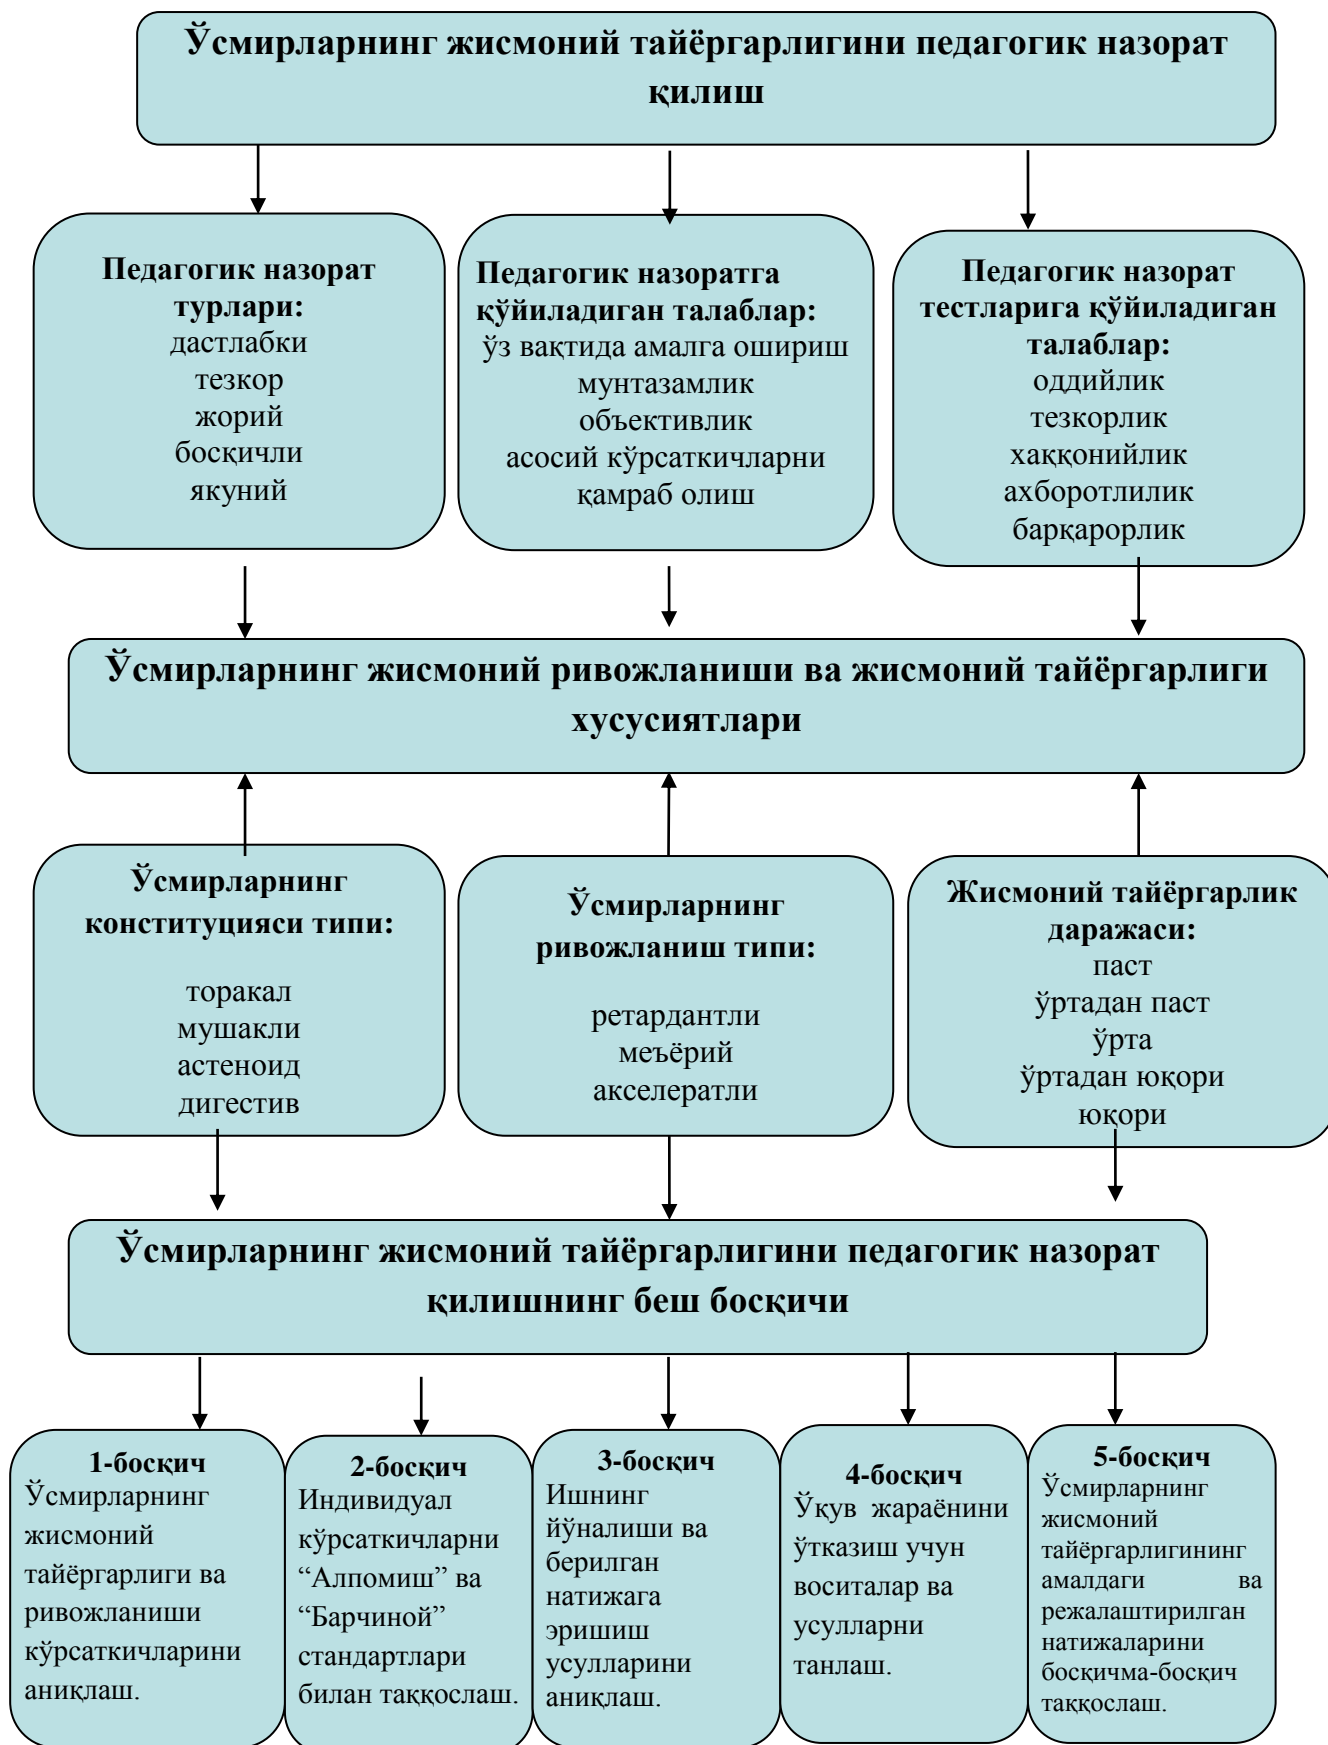 Ўсмирларнинг жисмоний тайёргарлигини педагогик назорат
қилиш
Педагогик назорат
турлари:
дастлабки
тезкор
жорий
босқичли
якуний
Педагогик назоратга
қўйиладиган талаблар:
ўз вақтида амалга ошириш
мунтазамлик
объективлик
асосий кўрсаткичларни
қамраб олиш
Педагогик назорат
тестларига қўйиладиган
талаблар:
оддийлик
тезкорлик
хаққонийлик
ахборотлилик
барқарорлик
Ўсмирларнинг жисмоний ривожланиши ва жисмоний тайёргарлиги
хусусиятлари
Ўсмирларнинг
конституцияси типи:
торакал
мушакли
астеноид
дигестив
Ўсмирларнинг
ривожланиш типи:
ретардантли
меъёрий
акселератли
Жисмоний тайёргарлик
даражаси:
паст
ўртадан паст
ўрта
ўртадан юқори
юқори
Ўсмирларнинг жисмоний тайёргарлигини педагогик назорат
қилишнинг беш босқичи
1-босқич
Ўсмирларнинг
жисмоний
тайёргарлиги ва
ривожланиши
кўрсаткичларини
аниқлаш.
2-босқич
Индивидуал
кўрсаткичларни
“Алпомиш” ва
“Барчиной”
стандартлари
билан таққослаш.
3-босқич
Ишнинг
йўналиши ва
берилган
натижага
эришиш
усулларини
аниқлаш.
4-босқич
Ўқув жараёнини
ўтказиш учун
воситалар ва
усулларни
танлаш.
5-босқич
Ўсмирларнинг
жисмоний
тайёргарлигининг
амалдаги ва
режалаштирилган
натижаларини
босқичма-босқич
таққослаш.